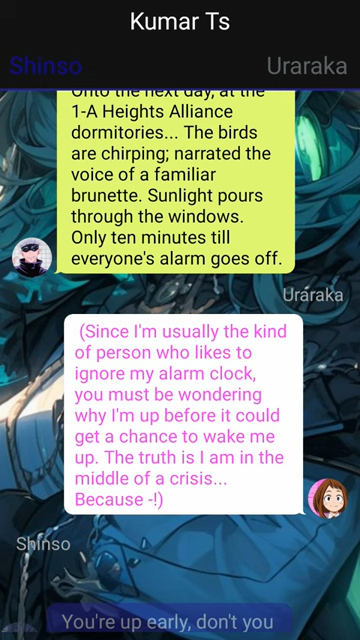 Kumar Ts
Shinso
Uraraka
Onto the next day, at the
1-A Heights Alliance
dormitories... The birds
are chirping; narrated the
voice of a familiar
brunette. Sunlight pours
through the windows.
Only ten minutes till
everyone's alarm goes off.
Uraraka
(Since I'm usually the kind
of person who likes to
ignore my alarm clock,
you must be wondering
why I'm up before it could
get a chance to wake me
up. The truth is I am in the
middle of a crisis...
Because -!)
Shinso
You're up early, don't you